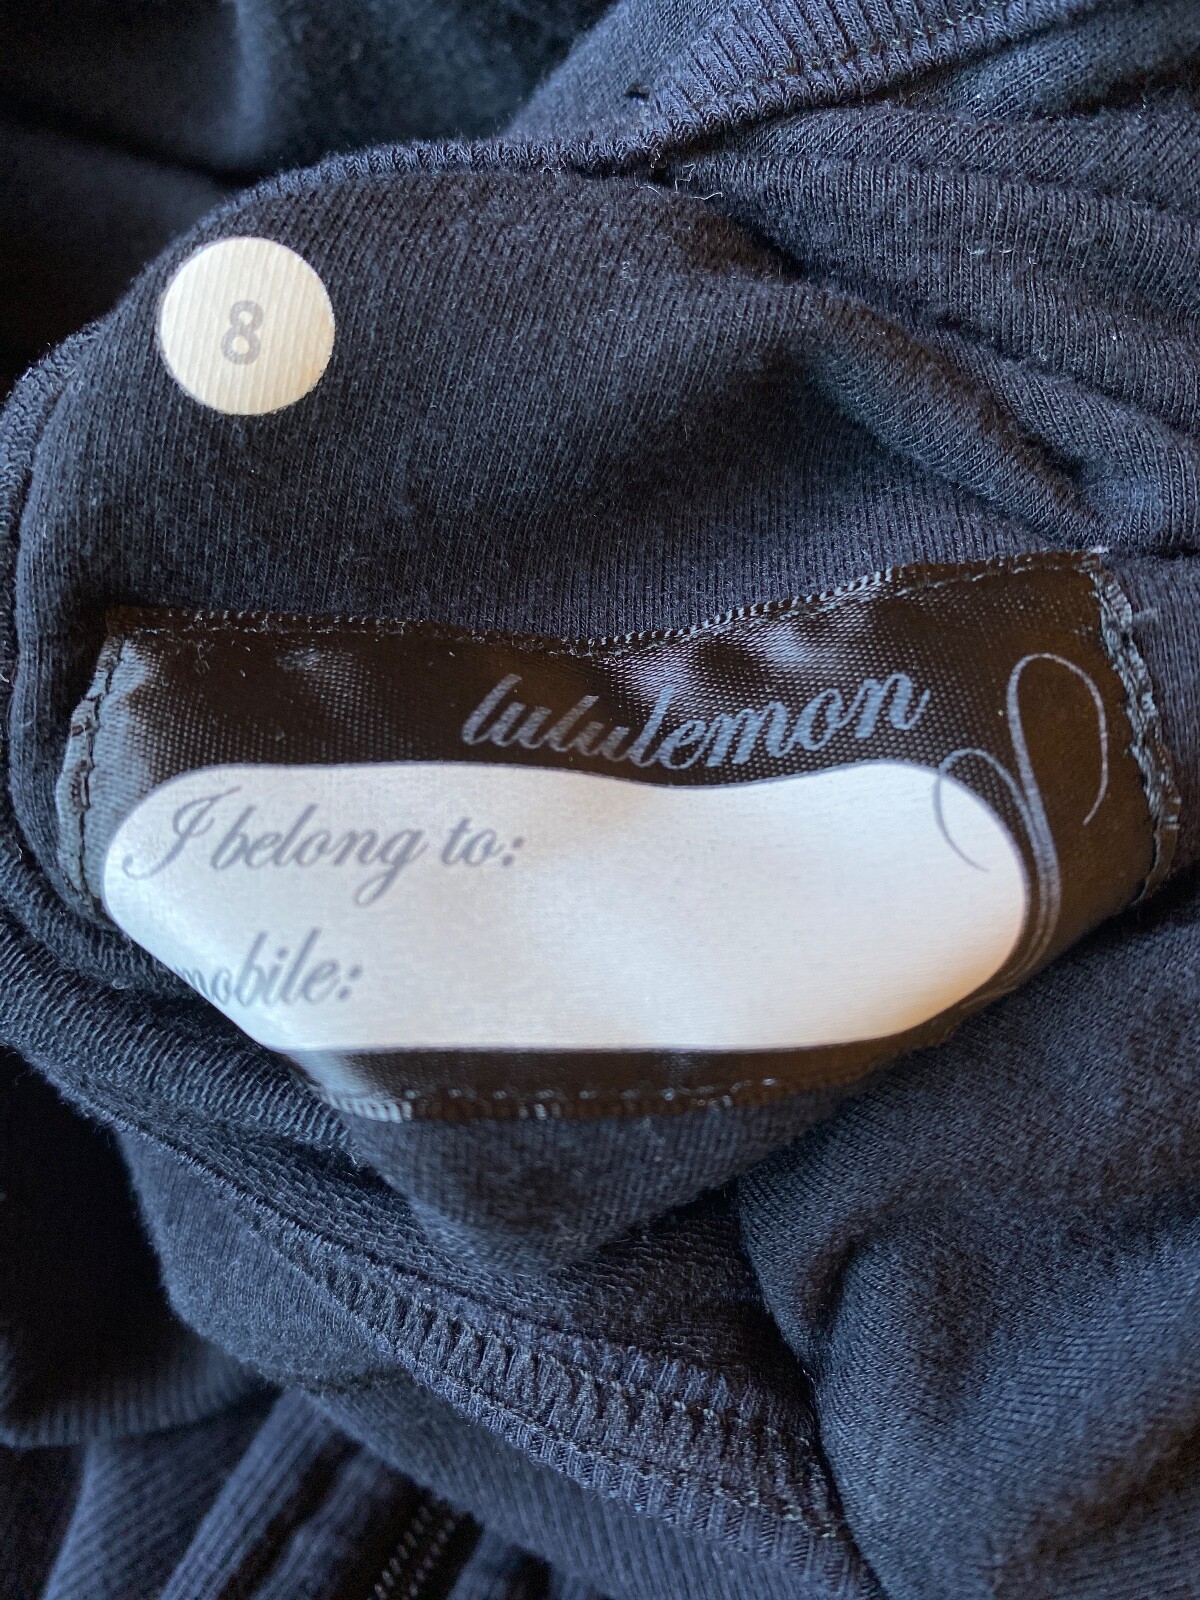 8
lululemon
I belong to:
mobile: